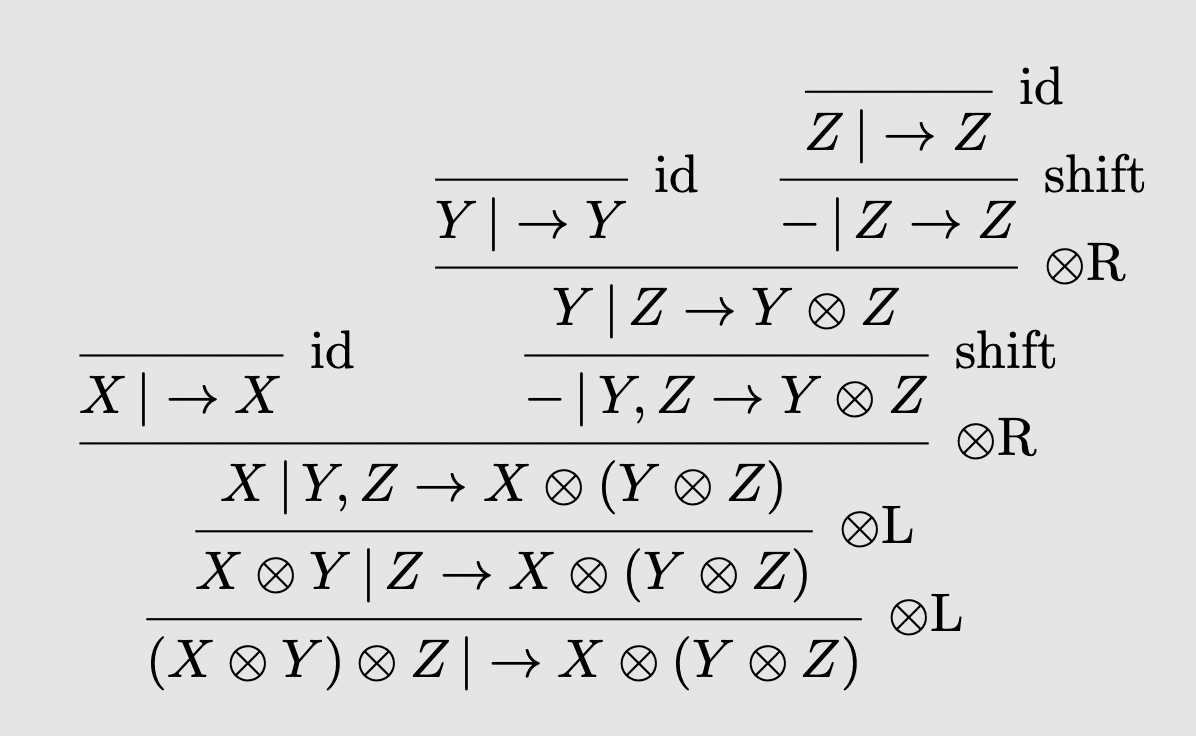 id
Z | → Z
id shift
Y | → Y − | Z → Z
⊗R
Y | Z → Y ⊗ Z
id shift
X | → X − | Y, Z → Y ⊗ Z
⊗R
X | Y, Z → X ⊗ (Y ⊗ Z)
⊗L
X ⊗ Y | Z → X ⊗ (Y ⊗ Z)
⊗L
(X ⊗ Y) ⊗ Z | → X ⊗ (Y ⊗ Z)